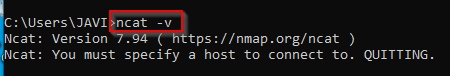 C:\Users\JAVI>ncat -v
Ncat: Version 7.94 ( https://nmap.org/ncat )
Ncat: You must specify a host to connect to. QUITTING.